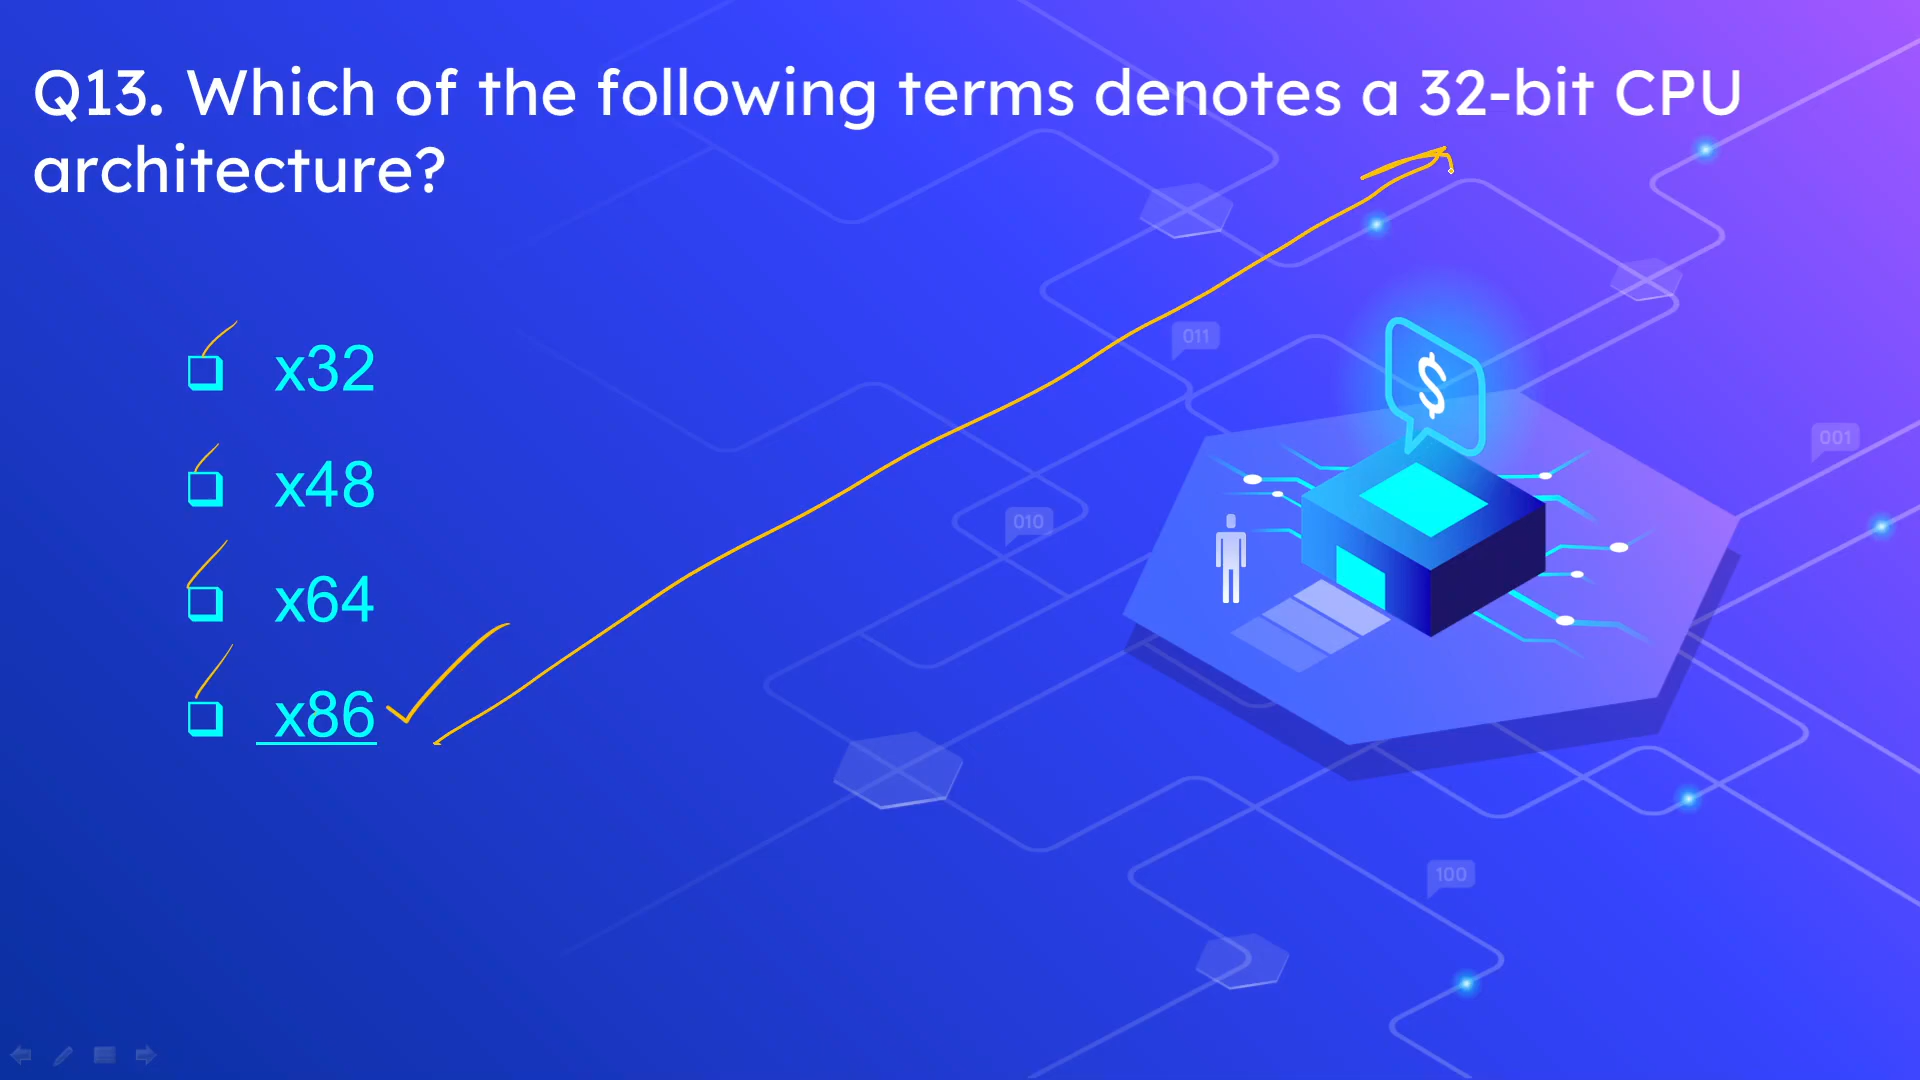 Q13. Which of the following terms denotes a 32-bit CPU
architecture?
x32
x48
x64
x86
011
010
001
100
$